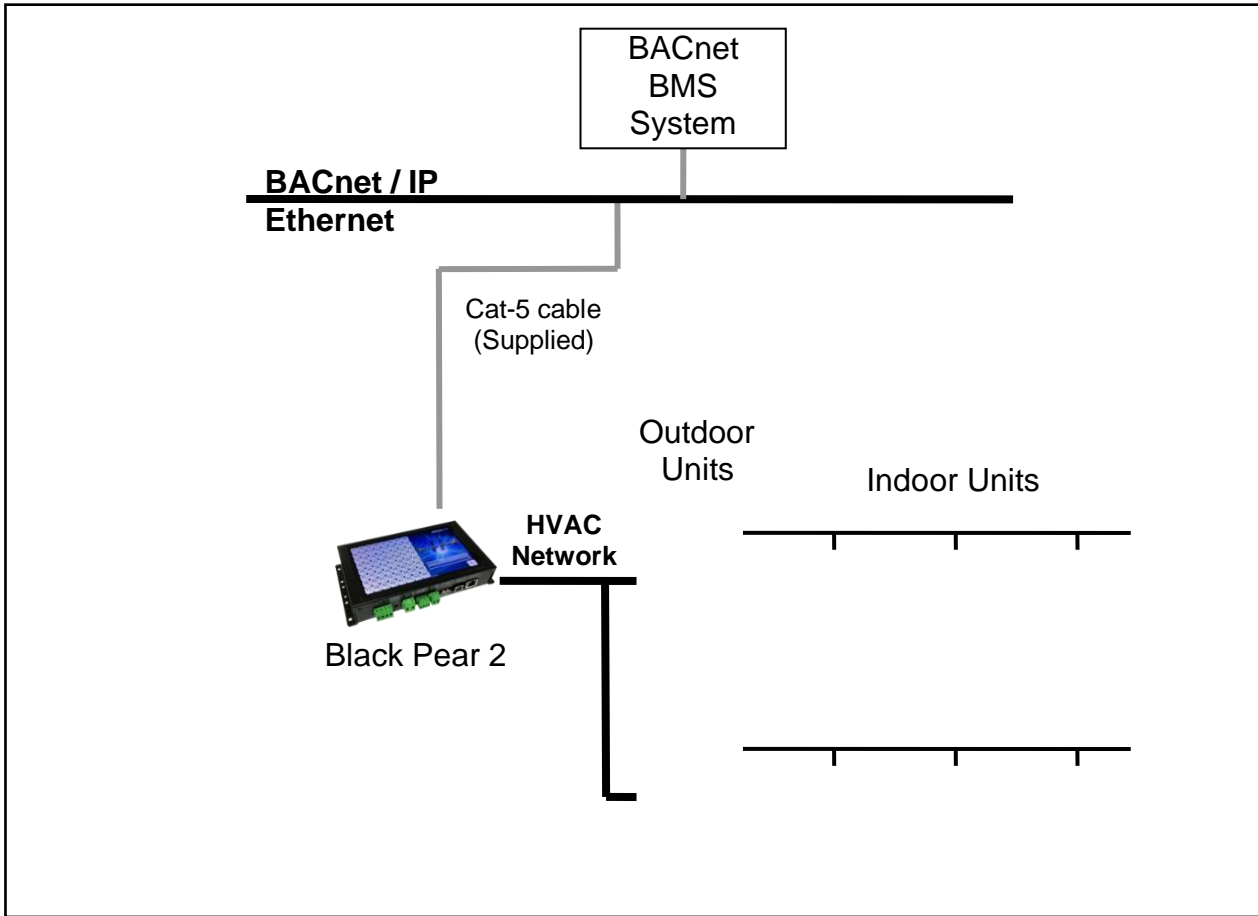 BACnet
BMS
System
BACnet / IP
Ethernet
Cat-5 cable
(Supplied)
Outdoor
Units
Indoor Units
HVAC
Network
Black Pear 2